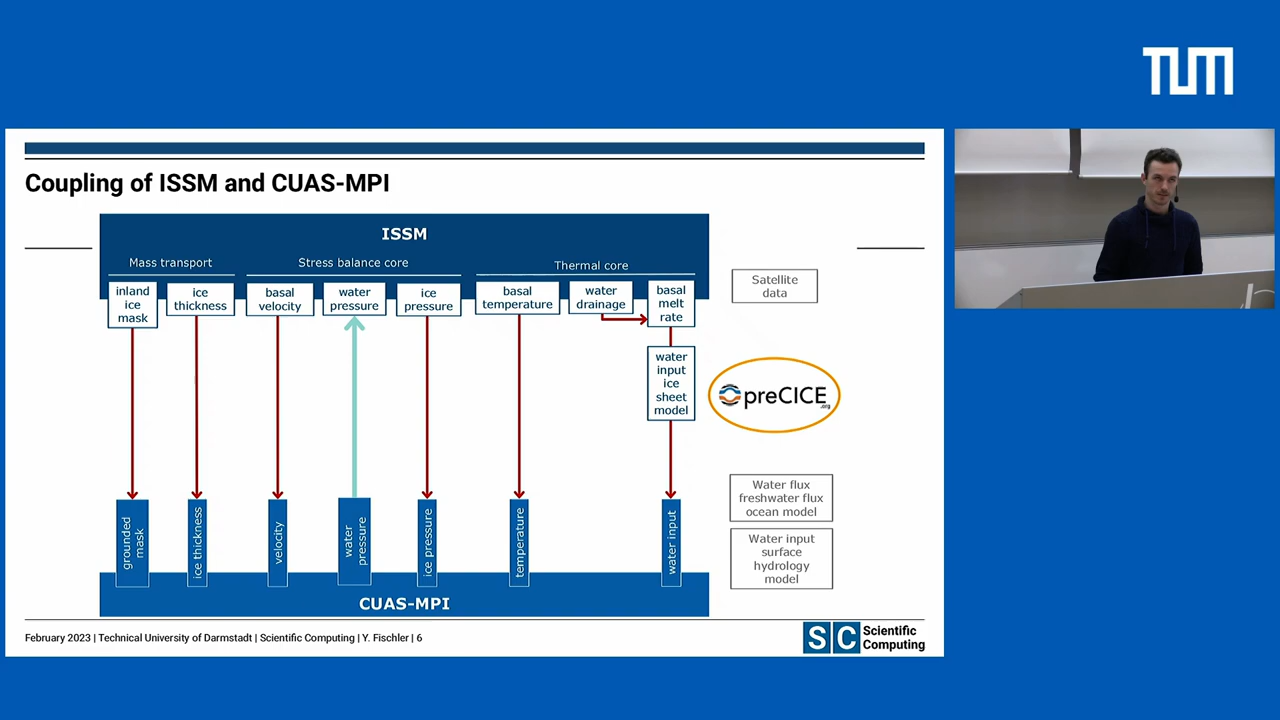 TUM
Coupling of ISSM and CUAS-MPI
ISSM
Mass transport
Stress balance core
Thermal core
inland
ice
mask
ice
thickness
basal
velocity
water
pressure
ice
pressure
basal
temperature
water
drainage
basal
melt
rate
Satellite
data
water
input
ice
sheet
model
preCICE
.org
Water flux
freshwater flux
ocean model
Water input
surface
hydrology
model
grounded
mask
ice thickness
velocity
water
pressure
ice pressure
temperature
water input
CUAS-MPI
February 2023 | Technical University of Darmstadt | Scientific Computing | Y. Fischler | 6
SC
Scientific
Computing